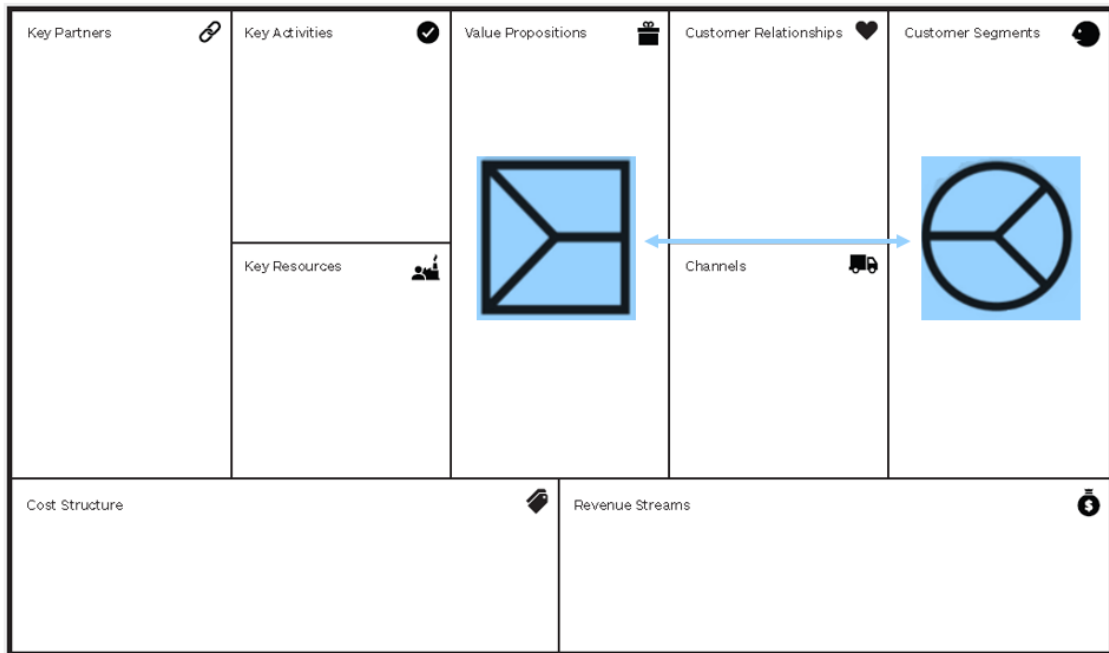 Key Partners
Key Activities
Value Propositions
Customer Relationships
Customer Segments
Key Resources
Channels
Cost Structure
Revenue Streams
$